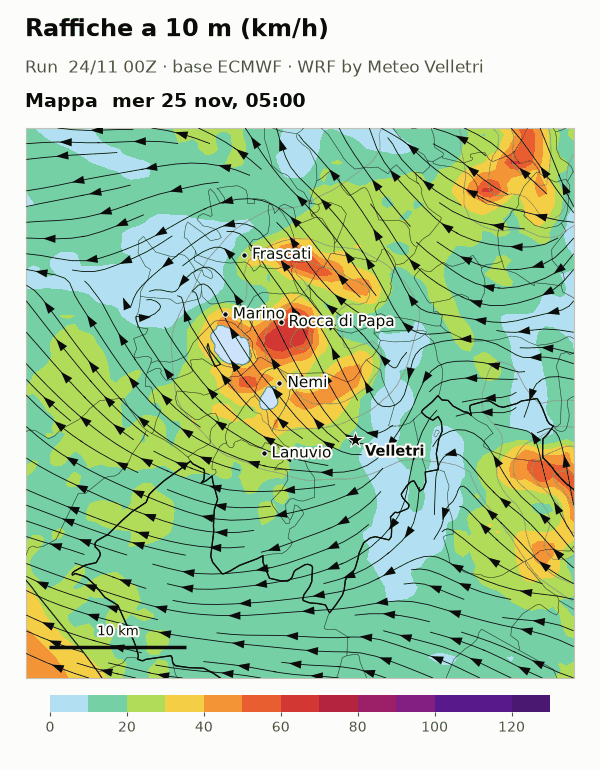 Raffiche a 10 m (km/h)
Run  24/11 00Z · base ECMWF · WRF by Meteo Velletri
Mappa  mer 25 nov, 05:00
Frascati
Marino
Rocca di Papa
Nemi
Velletri
Lanuvio
10 km
0 20 40 60 80 100 120